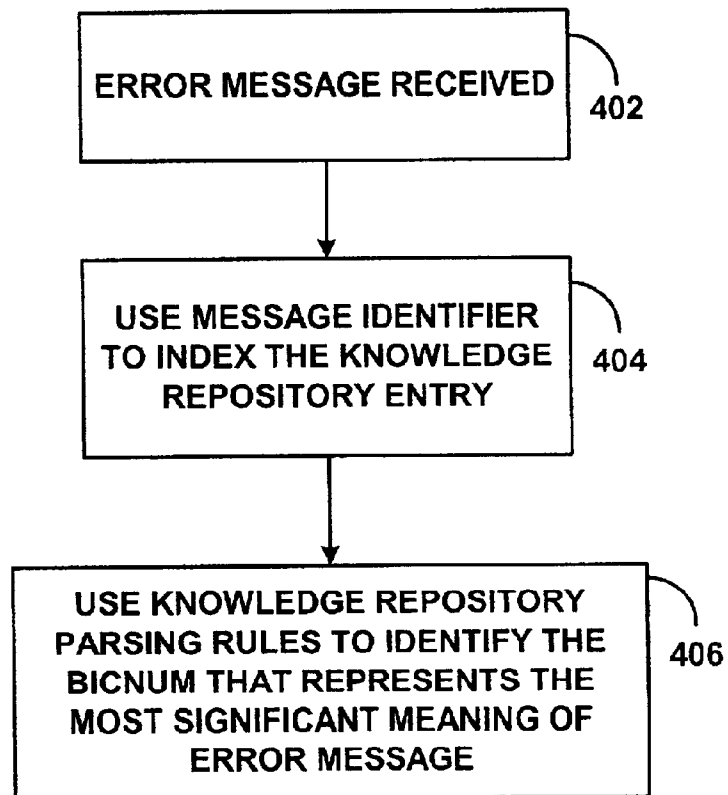 ERROR MESSAGE RECEIVED
402
USE MESSAGE IDENTIFIER
TO INDEX THE KNOWLEDGE
REPOSITORY ENTRY
404
USE KNOWLEDGE REPOSITORY
PARSING RULES TO IDENTIFY THE
BICNUM THAT REPRESENTS THE
MOST SIGNIFICANT MEANING OF
ERROR MESSAGE
406